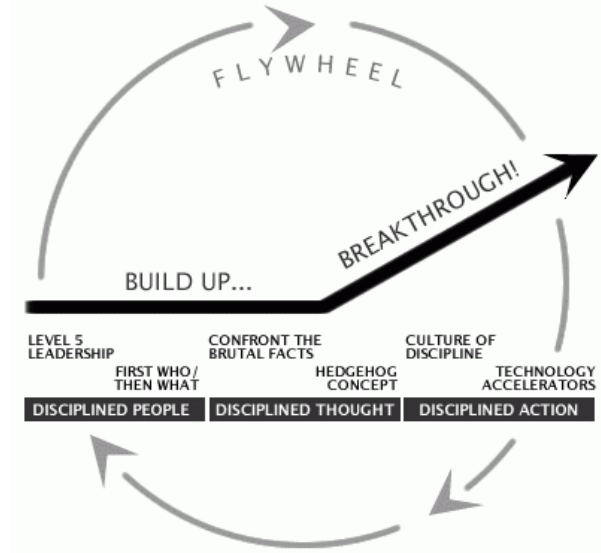 FLYWHEEL
BREAKTHROUGH!
BUILD UP...
LEVEL 5
LEADERSHIP
FIRST WHO/
THEN WHAT
CONFRONT THE
BRUTAL FACTS
HEDGEHOG
CONCEPT
CULTURE OF
DISCIPLINE
TECHNOLOGY
ACCELERATORS
DISCIPLINED PEOPLE
DISCIPLINED THOUGHT
DISCIPLINED ACTION